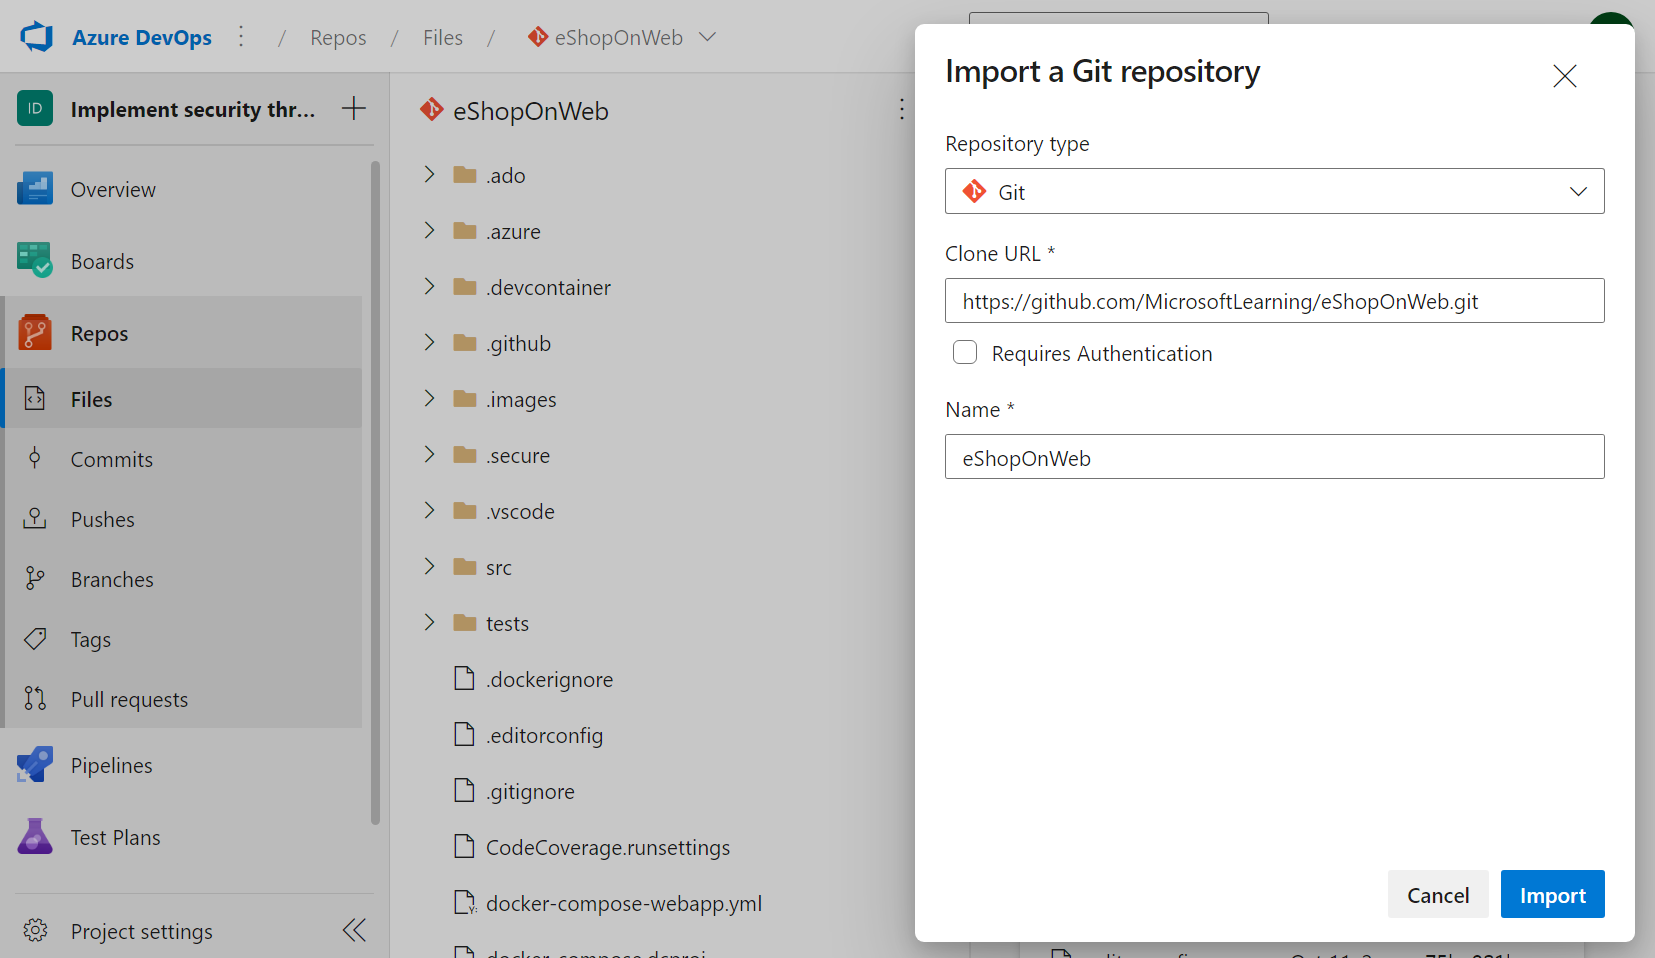 Azure DevOps / Repos / Files / eShopOnWeb
ID Implement security thr...
Overview
Boards
Repos
Files
Commits
Pushes
Branches
Tags
Pull requests
Pipelines
Test Plans
Project settings
eShopOnWeb
.ado
.azure
.devcontainer
.github
.images
.secure
.vscode
src
tests
.dockerignore
.editorconfig
.gitignore
CodeCoverage.runsettings
docker-compose-webapp.yml
Import a Git repository
Repository type
Git
Clone URL *
https://github.com/MicrosoftLearning/eShopOnWeb.git
Requires Authentication
Name *
eShopOnWeb
Cancel
Import